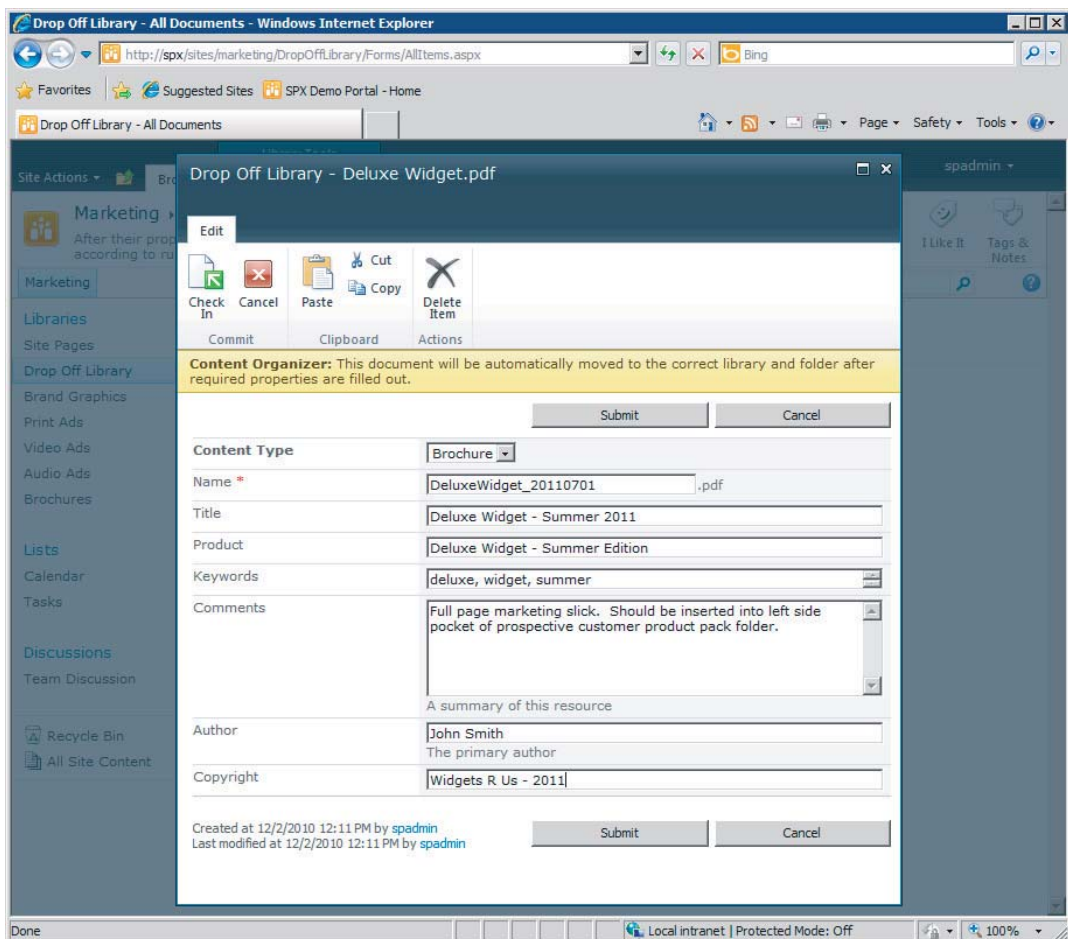 Drop Off Library - All Documents - Windows Internet Explorer
http://spx/sites/marketing/DropOffLibrary/Forms/AllItems.aspx
Bing
Favorites
Suggested Sites
SPX Demo Portal - Home
Drop Off Library - All Documents
Page
Safety
Tools
Site Actions
spadmin
Marketing
After their
according to
I Like It
Tags & Notes
Marketing
Libraries
Site Pages
Drop Off Library
Brand Graphics
Print Ads
Video Ads
Audio Ads
Brochures
Lists
Calendar
Tasks
Discussions
Team Discussion
Recycle Bin
All Site Content
Drop Off Library - Deluxe Widget.pdf
Edit
Check In
Cancel
Paste
Cut
Copy
Delete Item
Commit
Clipboard
Actions
Content Organizer: This document will be automatically moved to the correct library and folder after
required properties are filled out.
Submit
Cancel
Content Type
Brochure
Name *
DeluxeWidget_20110701
.pdf
Title
Deluxe Widget - Summer 2011
Product
Deluxe Widget - Summer Edition
Keywords
deluxe, widget, summer
Comments
Full page marketing slick. Should be inserted into left side
pocket of prospective customer product pack folder.
A summary of this resource
Author
John Smith
The primary author
Copyright
Widgets R Us - 2011
Created at 12/2/2010 12:11 PM by spadmin
Last modified at 12/2/2010 12:11 PM by spadmin
Submit
Cancel
Done
Local intranet | Protected Mode: Off
100%